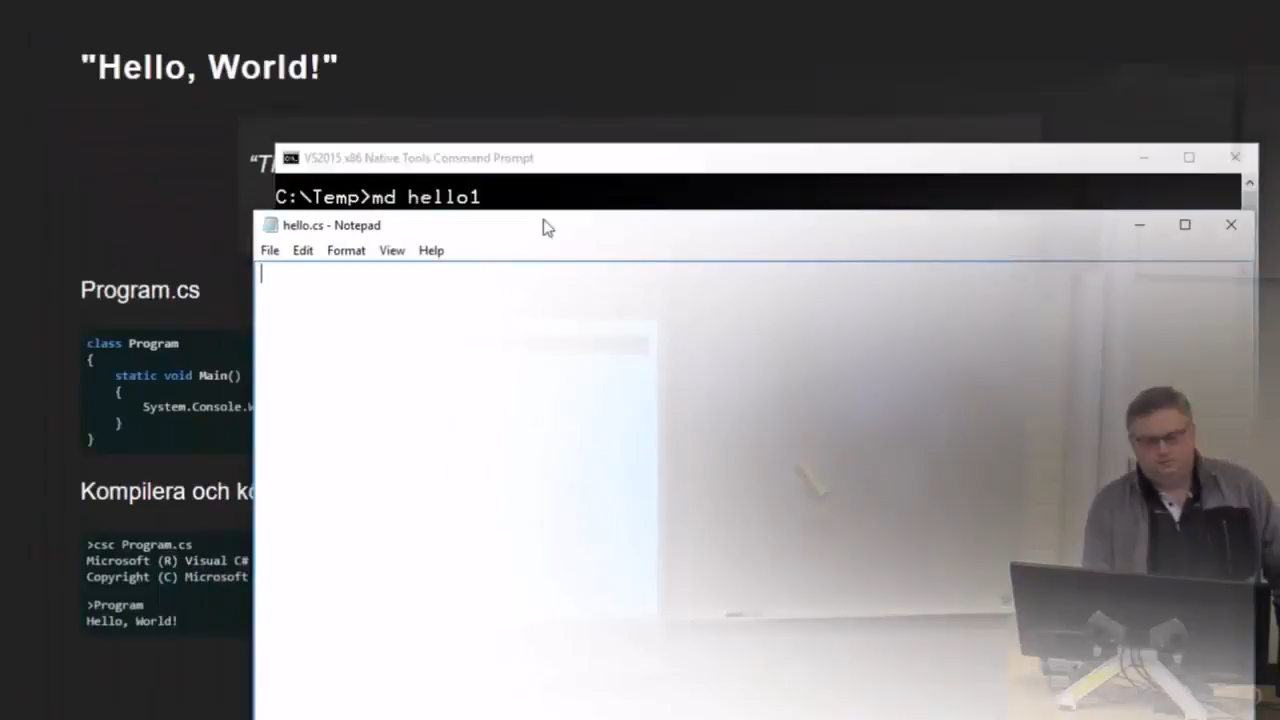 "Hello, World!"
“T
VS2015 x86 Native Tools Command Prompt
C:\Temp>md hello1
hello.cs - Notepad
File Edit Format View Help
Program.cs
class Program
{
static void Main()
{
System.Console.
}
}
Kompilera och
>csc Program.cs
Microsoft (R) Visual C#
Copyright (C) Microsoft
>Program
Hello, World!